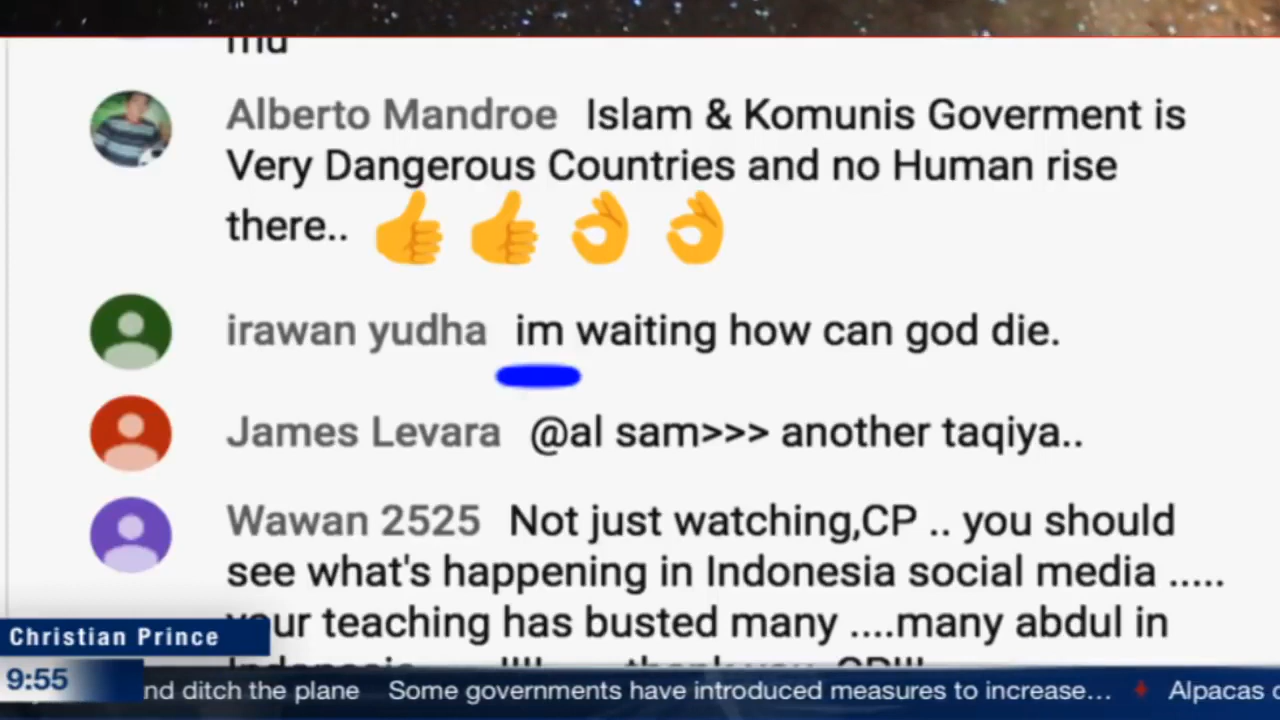 mu
Alberto Mandroe Islam & Komunis Goverment is
Very Dangerous Countries and no Human rise
there.. 👍 👍 👌 👌
irawan yudha im waiting how can god die.
James Levara @al sam>>> another taqiya..
Wawan 2525 Not just watching,CP .. you should
see what's happening in Indonesia social media .....
your teaching has busted many ....many abdul in
Christian Prince
9:55
nd ditch the plane Some governments have introduced measures to increase... Alpacas